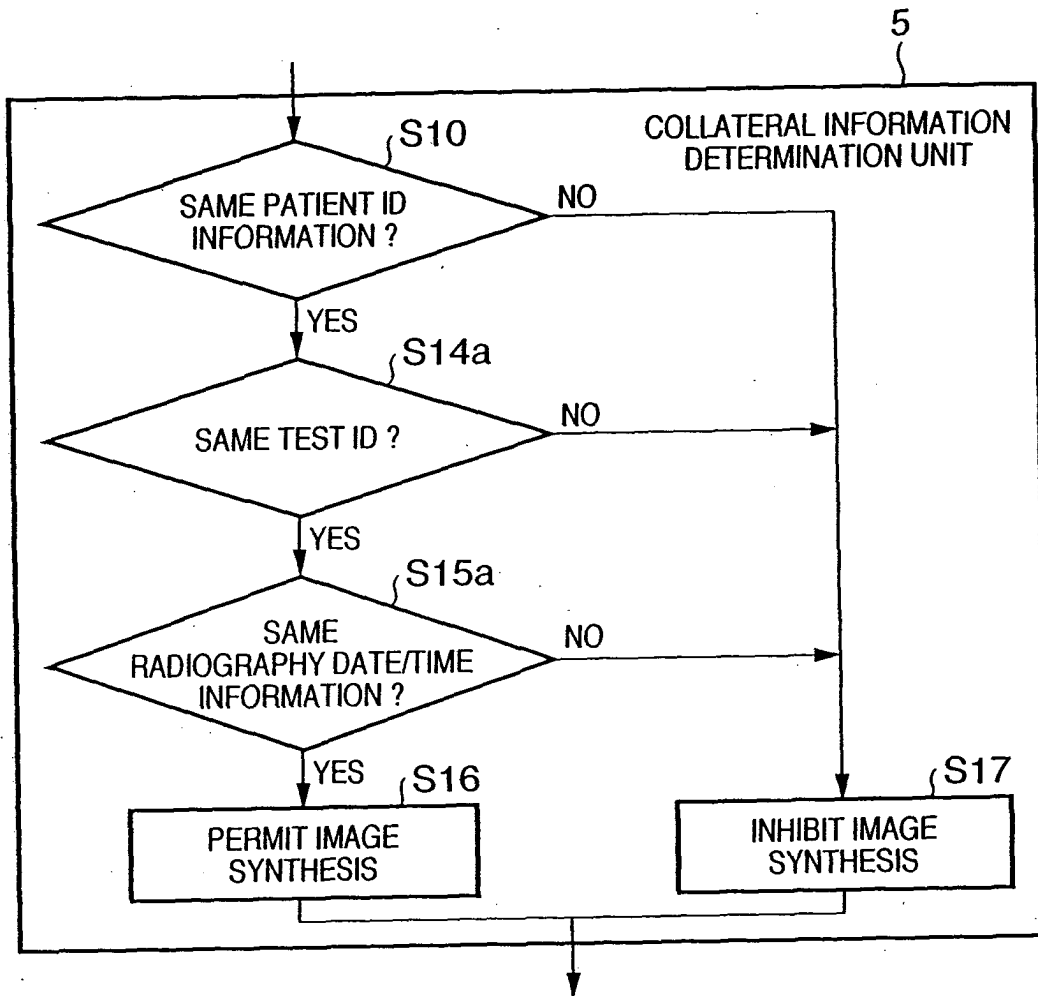 5
COLLATERAL INFORMATION
DETERMINATION UNIT
S10
SAME PATIENT ID
INFORMATION ?
NO
YES
S14a
SAME TEST ID ?
NO
YES
S15a
SAME
RADIOGRAPHY DATE/TIME
INFORMATION ?
NO
YES
S16
PERMIT IMAGE
SYNTHESIS
S17
INHIBIT IMAGE
SYNTHESIS